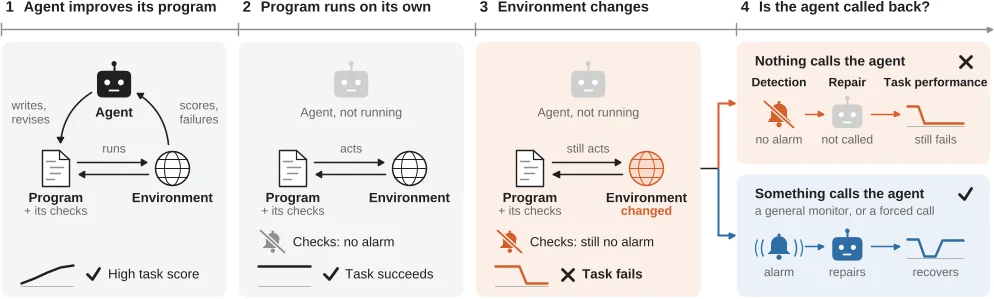 1 Agent improves its program
2 Program runs on its own
3 Environment changes
4 Is the agent called back?
writes,
revises
Agent
scores,
failures
runs
Program
+ its checks
Environment
High task score
Agent, not running
acts
Program
+ its checks
Environment
Checks: no alarm
Task succeeds
Agent, not running
still acts
Program
+ its checks
Environment
changed
Checks: still no alarm
Task fails
Nothing calls the agent
Detection Repair Task performance
no alarm not called still fails
Something calls the agent
a general monitor, or a forced call
alarm repairs recovers